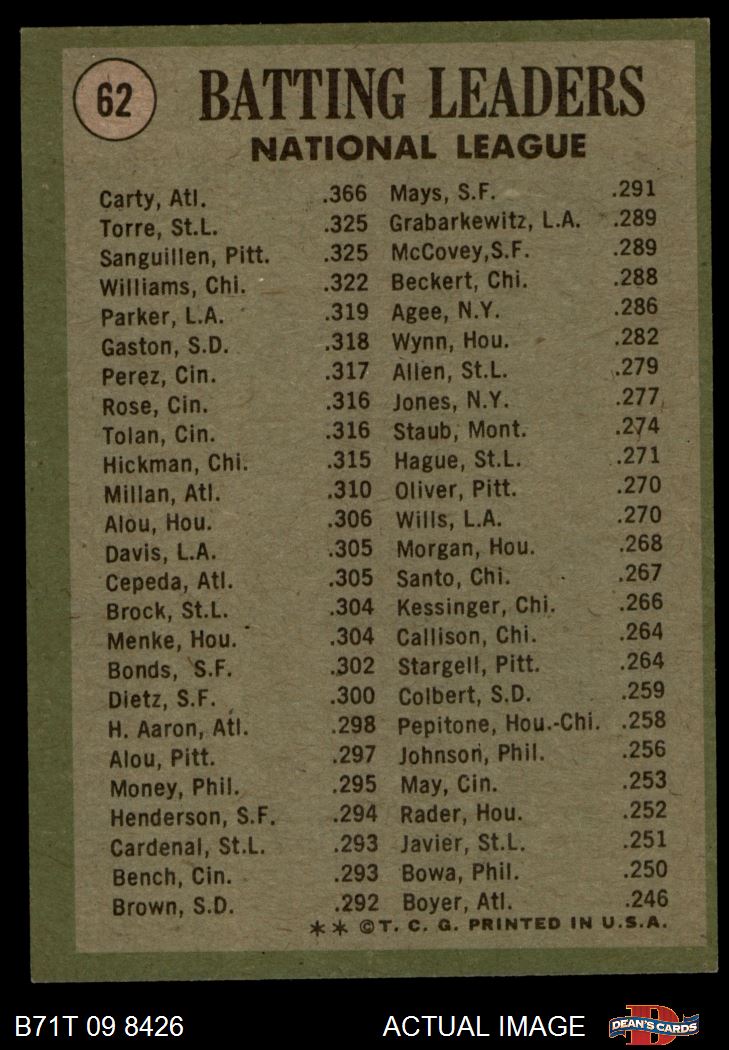 62 BATTING LEADERS
NATIONAL LEAGUE
Carty, Atl. .366 Mays, S.F. .291
Torre, St.L. .325 Grabarkewitz, L.A. .289
Sanguillen, Pitt. .325 McCovey,S.F. .289
Williams, Chi. .322 Beckert, Chi. .288
Parker, L.A. .319 Agee, N.Y. .286
Gaston, S.D. .318 Wynn, Hou. .282
Perez, Cin. .317 Allen, St.L. .279
Rose, Cin. .316 Jones, N.Y. .277
Tolan, Cin. .316 Staub, Mont. .274
Hickman, Chi. .315 Hague, St.L. .271
Millan, Atl. .310 Oliver, Pitt. .270
Alou, Hou. .306 Wills, L.A. .270
Davis, L.A. .305 Morgan, Hou. .268
Cepeda, Atl. .305 Santo, Chi. .267
Brock, St.L. .304 Kessinger, Chi. .266
Menke, Hou. .304 Callison, Chi. .264
Bonds, S.F. .302 Stargell, Pitt. .264
Dietz, S.F. .300 Colbert, S.D. .259
H. Aaron, Atl. .298 Pepitone, Hou.-Chi. .258
Alou, Pitt. .297 Johnson, Phil. .256
Money, Phil. .295 May, Cin. .253
Henderson, S.F. .294 Rader, Hou. .252
Cardenal, St.L. .293 Javier, St.L. .251
Bench, Cin. .293 Bowa, Phil. .250
Brown, S.D. .292 Boyer, Atl. .246
** ©T. C. G. PRINTED IN U.S.A.
B71T 09 8426 ACTUAL IMAGE D DEAN'S CARDS